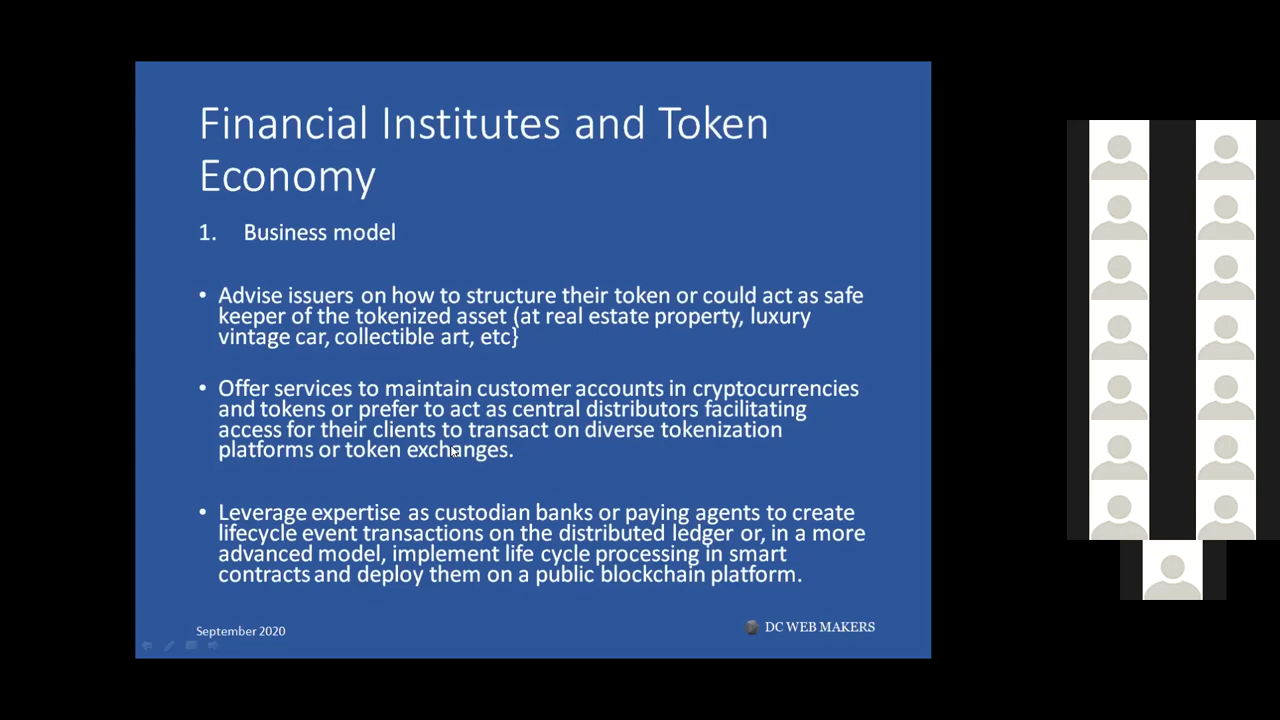 Financial Institutes and Token
Economy
1. Business model
• Advise issuers on how to structure their token or could act as safe
keeper of the tokenized asset (at real estate property, luxury
vintage car, collectible art, etc}
• Offer services to maintain customer accounts in cryptocurrencies
and tokens or prefer to act as central distributors facilitating
access for their clients to transact on diverse tokenization
platforms or token exchanges.
• Leverage expertise as custodian banks or paying agents to create
lifecycle event transactions on the distributed ledger or, in a more
advanced model, implement life cycle processing in smart
contracts and deploy them on a public blockchain platform.
September 2020
DC WEB MAKERS